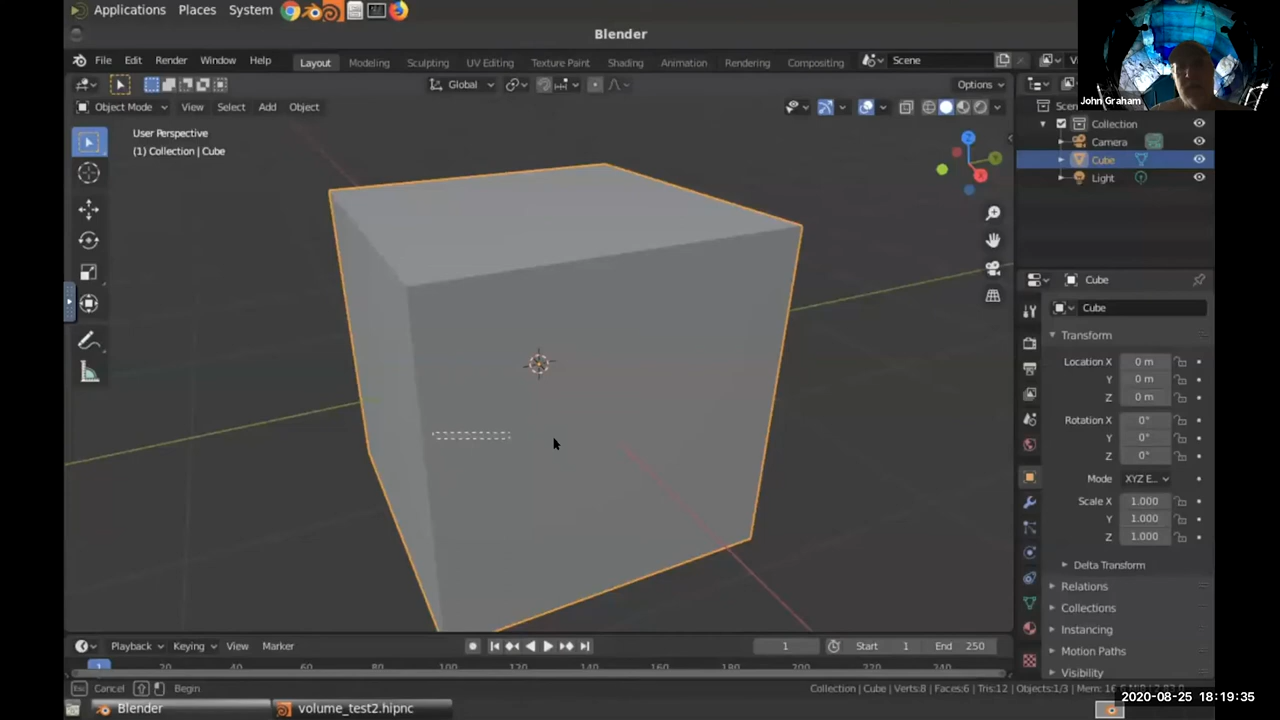 Applications Places System
Blender
File Edit Render Window Help
Layout Modeling Sculpting UV Editing Texture Paint Shading Animation Rendering Compositing
Scene
Global
Options
Object Mode View Select Add Object
User Perspective
(1) Collection | Cube
John Graham
Collection
Camera
Cube
Light
Cube
Cube
Transform
Location X 0 m
Y 0 m
Z 0 m
Rotation X 0°
Y 0°
Z 0°
Mode XYZ E..
Scale X 1.000
Y 1.000
Z 1.000
Delta Transform
Relations
Collections
Instancing
Motion Paths
Visibility
Playback Keying View Marker
1 Start 1 End 250
1 20 80 100 120 140 160 180 200 220 240
Esc Cancel Begin
Collection | Cube | Verts:8 | Faces:6 | Tris:12 | Objects:1/3 | Mem:
2020-08-25 18:19:35
Blender volume_test2.hipnc